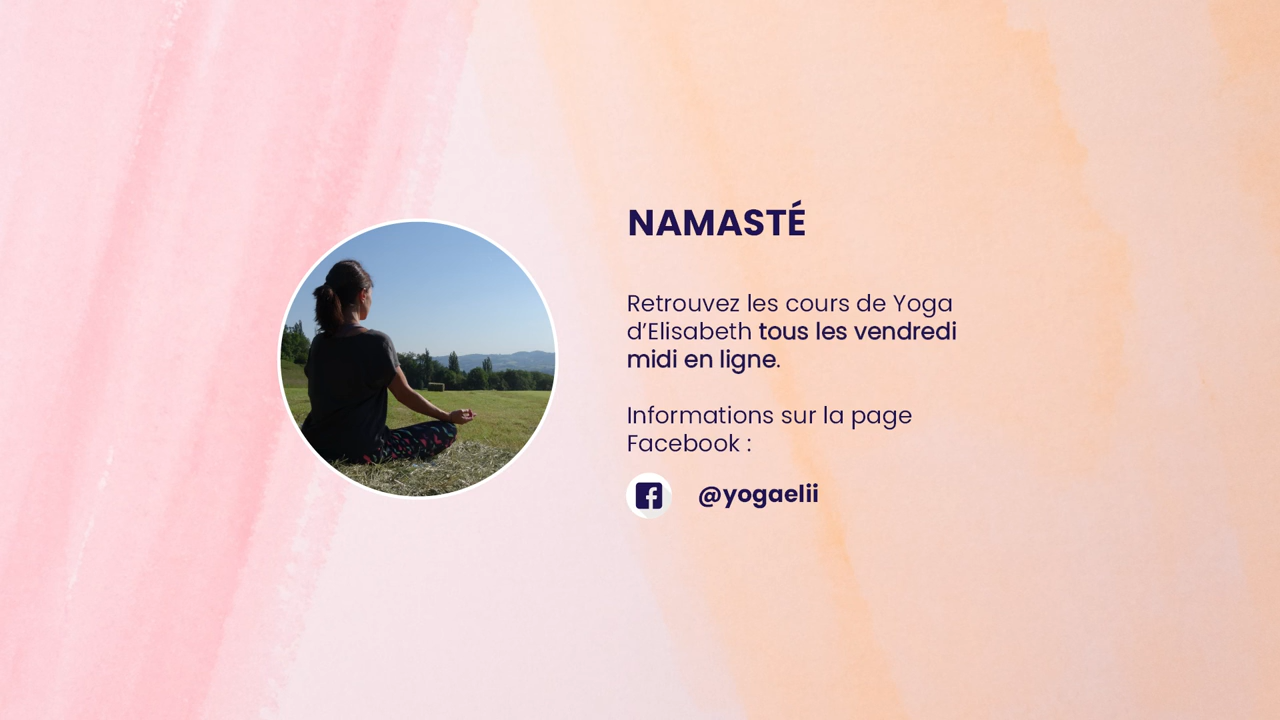 NAMASTÉ
Retrouvez les cours de Yoga
d'Elisabeth tous les vendredi
midi en ligne.
Informations sur la page
Facebook :
@yogaelii